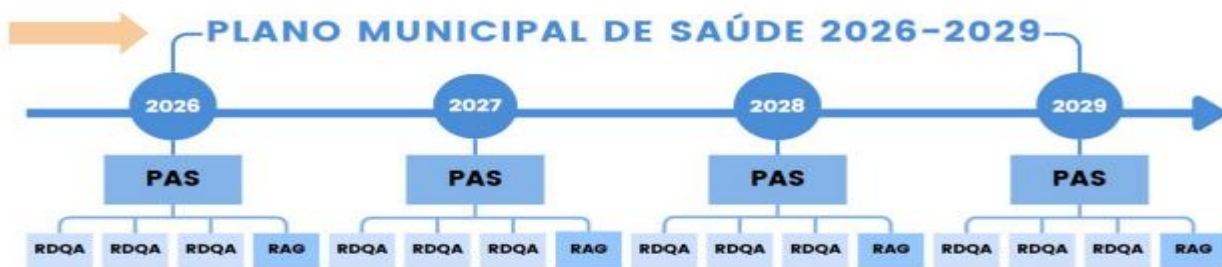 PLANO MUNICIPAL DE SAÚDE 2026-2029
2026 2027 2028 2029
PAS PAS PAS PAS
RDQA RDQA RDQA RAG RDQA RDQA RDQA RAG RDQA RDQA RDQA RAG RDQA RDQA RDQA RAG